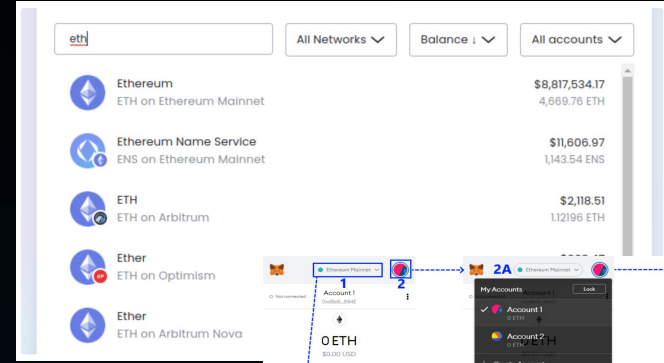 eth
All Networks
Balance ↓
All accounts
Ethereum
ETH on Ethereum Mainnet
$8,817,534.17
4,669.76 ETH
Ethereum Name Service
ENS on Ethereum Mainnet
$11,606.97
1,143.54 ENS
ETH
ETH on Arbitrum
$2,118.51
1.12196 ETH
Ether
ETH on Optimism
Ether
ETH on Arbitrum Nova
Ethereum Mainnet
1
2
Not connected
Account 1
0 ETH
$0.00 USD
2A
Ethereum Mainnet
My Accounts
Lock
Account 1
0 ETH
Account 2
0 ETH